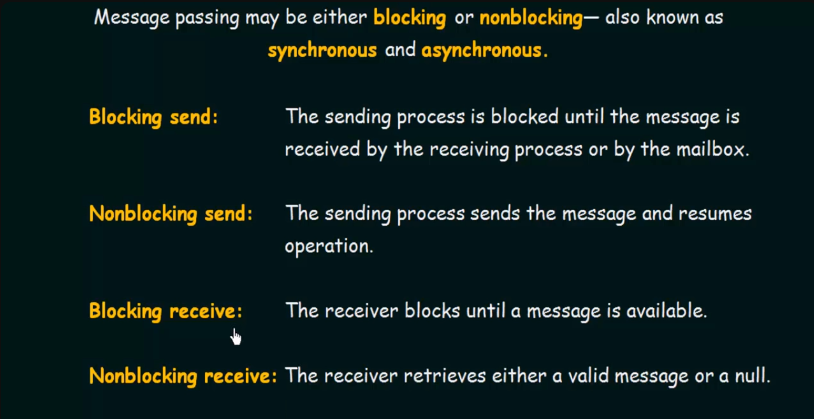 Message passing may be either blocking or nonblocking— also known as
synchronous and asynchronous.
Blocking send: The sending process is blocked until the message is
received by the receiving process or by the mailbox.
Nonblocking send: The sending process sends the message and resumes
operation.
Blocking receive: The receiver blocks until a message is available.
Nonblocking receive: The receiver retrieves either a valid message or a null.